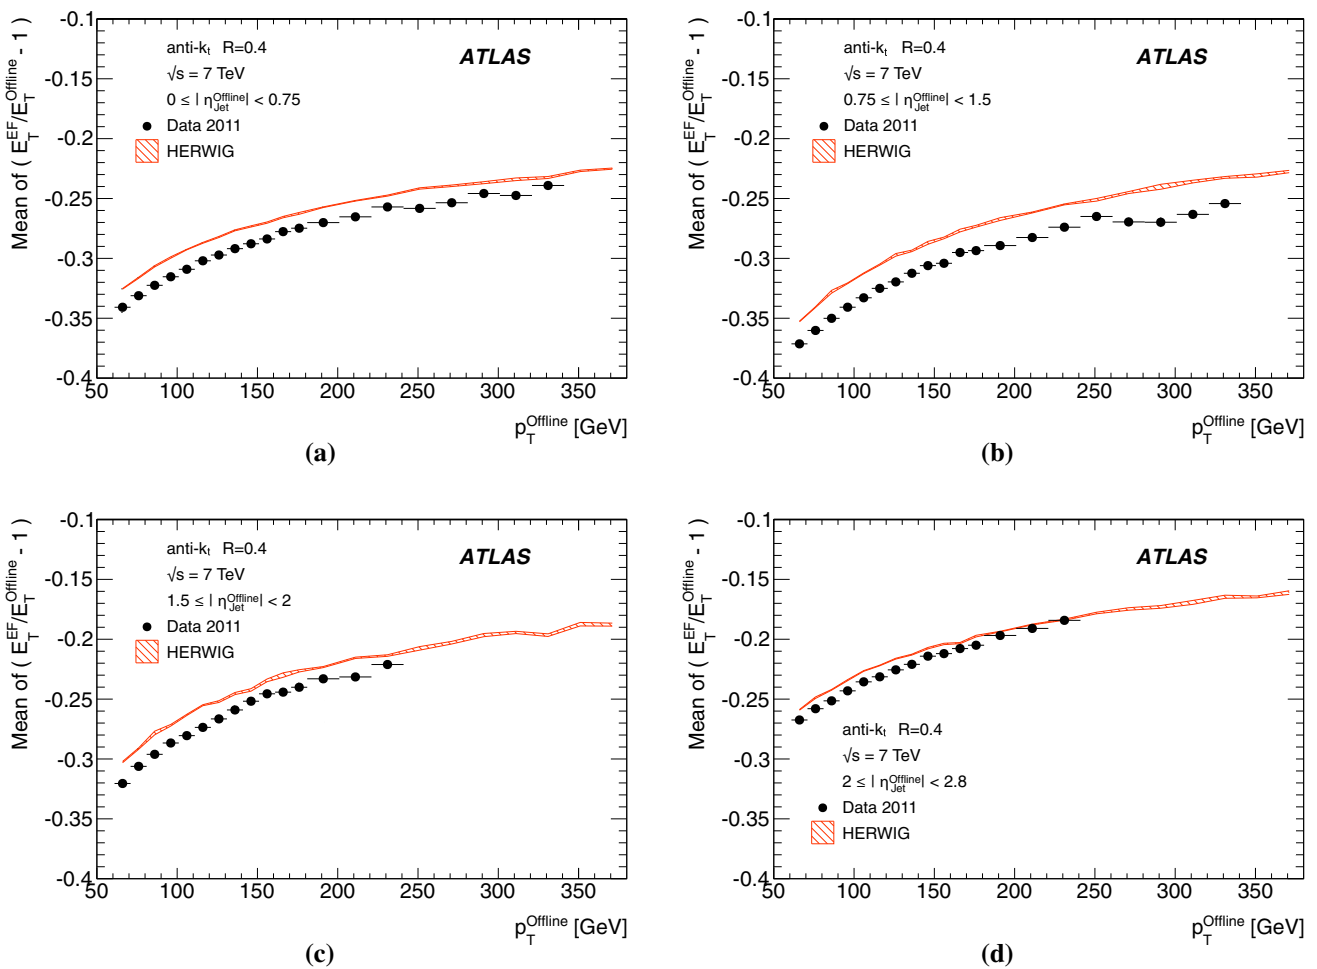 -0.1
-0.15
-0.2
-0.25
-0.3
-0.35
-0.4
Mean of ( E_T^EF/E_T^Offline - 1 )
anti-k_t R=0.4
√s = 7 TeV
0 ≤ | η_Jet^Offline| < 0.75
Data 2011
HERWIG
ATLAS
50 100 150 200 250 300 350
p_T^Offline [GeV]
(a)
-0.1
-0.15
-0.2
-0.25
-0.3
-0.35
-0.4
Mean of ( E_T^EF/E_T^Offline - 1 )
anti-k_t R=0.4
√s = 7 TeV
0.75 ≤ | η_Jet^Offline| < 1.5
Data 2011
HERWIG
ATLAS
50 100 150 200 250 300 350
p_T^Offline [GeV]
(b)
-0.1
-0.15
-0.2
-0.25
-0.3
-0.35
-0.4
Mean of ( E_T^EF/E_T^Offline - 1 )
anti-k_t R=0.4
√s = 7 TeV
1.5 ≤ | η_Jet^Offline| < 2
Data 2011
HERWIG
ATLAS
50 100 150 200 250 300 350
p_T^Offline [GeV]
(c)
-0.1
-0.15
-0.2
-0.25
-0.3
-0.35
-0.4
Mean of ( E_T^EF/E_T^Offline - 1 )
ATLAS
anti-k_t R=0.4
√s = 7 TeV
2 ≤ | η_Jet^Offline| < 2.8
Data 2011
HERWIG
50 100 150 200 250 300 350
p_T^Offline [GeV]
(d)